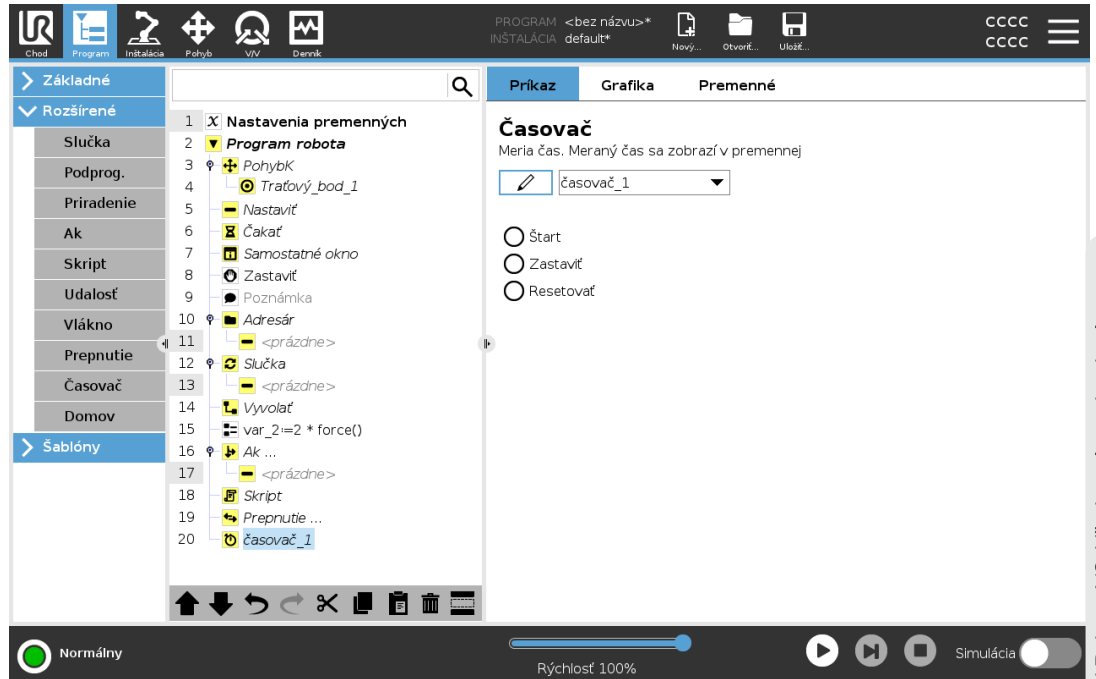 PROGRAM <bez názvu>*
INŠTALÁCIA default*
Chod
Program
Inštalácia
Pohyb
V/V
Denník
Nový...
Otvoriť...
Uložiť...
CCCC
CCCC
Základné
Rozšírené
Slučka
Podprog.
Priradenie
Ak
Skript
Udalosť
Vlákno
Prepnutie
Časovač
Domov
Šablóny
1 X Nastavenia premenných
2 Program robota
3 PohybK
4 Traťový_bod_1
5 Nastaviť
6 Čakať
7 Samostatné okno
8 Zastaviť
9 Poznámka
10 Adresár
11 <prázdne>
12 Slučka
13 <prázdne>
14 Vyvolať
15 var_2≔2 * force()
16 Ak ...
17 <prázdne>
18 Skript
19 Prepnutie ...
20 časovač_1
Príkaz
Grafika
Premenné
Časovač
Meria čas. Meraný čas sa zobrazí v premennej
časovač_1
Štart
Zastaviť
Resetovať
Normálny
Rýchlosť 100%
Simulácia